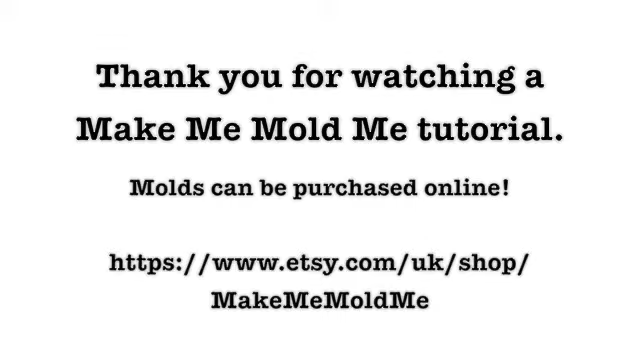 Thank you for watching a
Make Me Mold Me tutorial.
Molds can be purchased online!
https://www.etsy.com/uk/shop/
MakeMeMoldMe